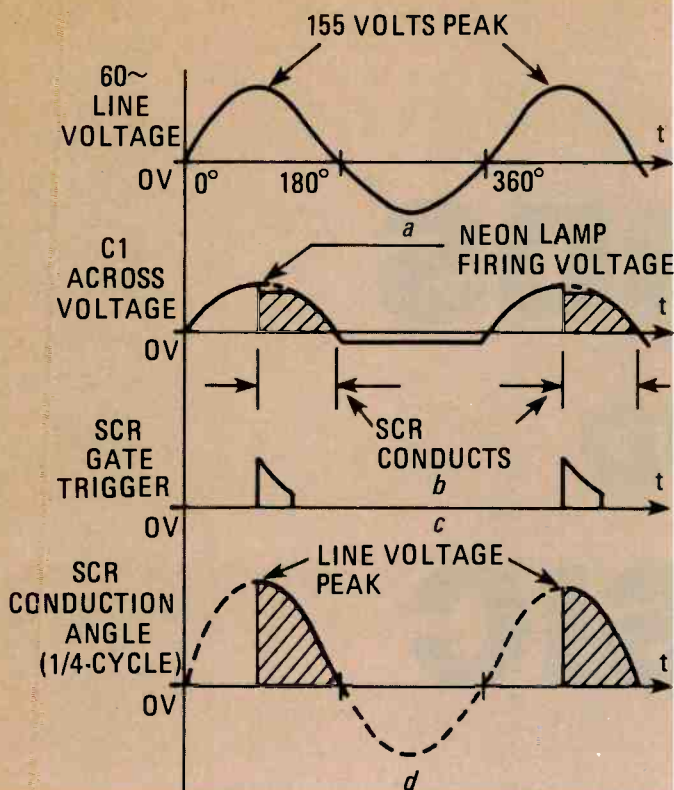 155 VOLTS PEAK
60~
LINE
VOLTAGE
t
0V
0°
180°
360°
a
C1
ACROSS
VOLTAGE
NEON LAMP
FIRING VOLTAGE
t
0V
SCR
CONDUCTS
b
SCR
GATE
TRIGGER
t
0V
c
LINE VOLTAGE
PEAK
SCR
CONDUCTION
ANGLE
(1/4-CYCLE)
t
0V
d